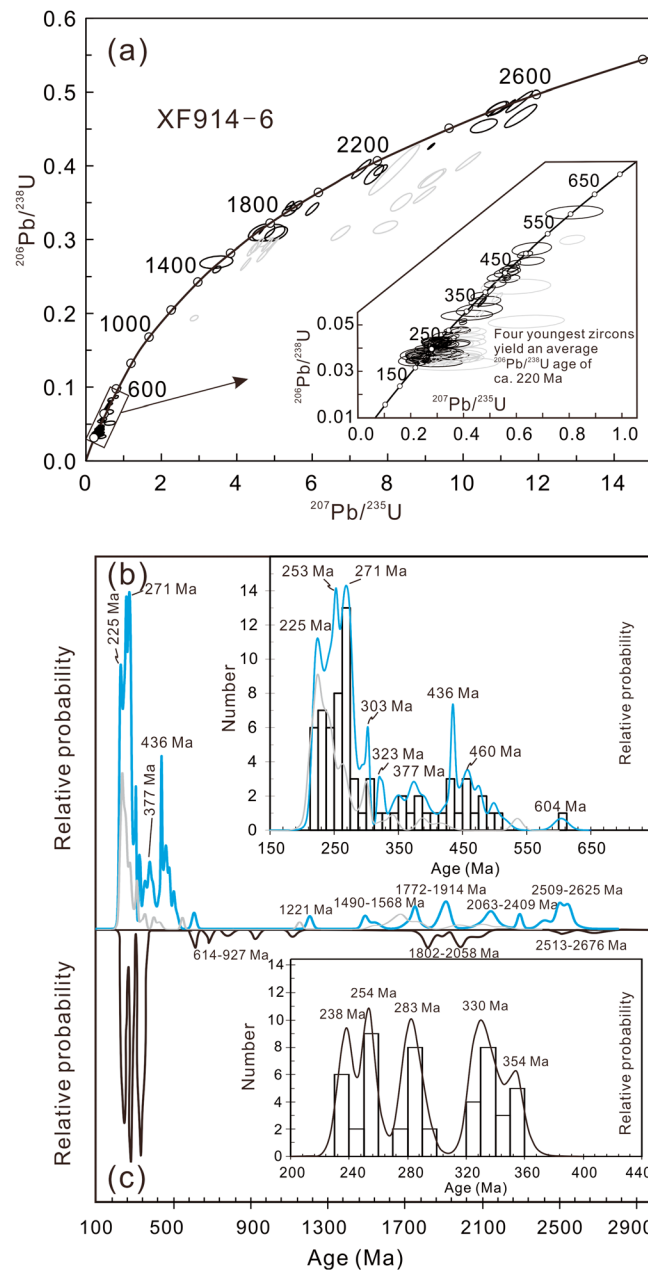 (a)
XF914-6
0.6
0.5
0.4
0.3
0.2
0.1
0.0
²⁰⁶Pb/²³⁸U
0
2
4
6
8
10
12
14
²⁰⁷Pb/²³⁵U
600
1000
1400
1800
2200
2600
0.05
0.03
0.01
²⁰⁶Pb/²³⁸U
150
250
350
450
550
650
Four youngest zircons
yield an average
²⁰⁶Pb/²³⁸U age of
ca. 220 Ma
²⁰⁷Pb/²³⁵U
0.0
0.2
0.4
0.6
0.8
1.0
(b)
Relative probability
225 Ma
271 Ma
377 Ma
436 Ma
Number
14
12
10
8
6
4
2
0
253 Ma
271 Ma
225 Ma
303 Ma
323 Ma
377 Ma
436 Ma
460 Ma
604 Ma
Relative probability
150
250
350
450
550
650
Age (Ma)
1221 Ma
1490-1568 Ma
1772-1914 Ma
2063-2409 Ma
2509-2625 Ma
614-927 Ma
1802-2058 Ma
2513-2676 Ma
Relative probability
(c)
Number
14
12
10
8
6
4
2
0
238 Ma
254 Ma
283 Ma
330 Ma
354 Ma
Relative probability
200
240
280
320
360
400
440
Age (Ma)
100
500
900
1300
1700
2100
2500
2900
Age (Ma)